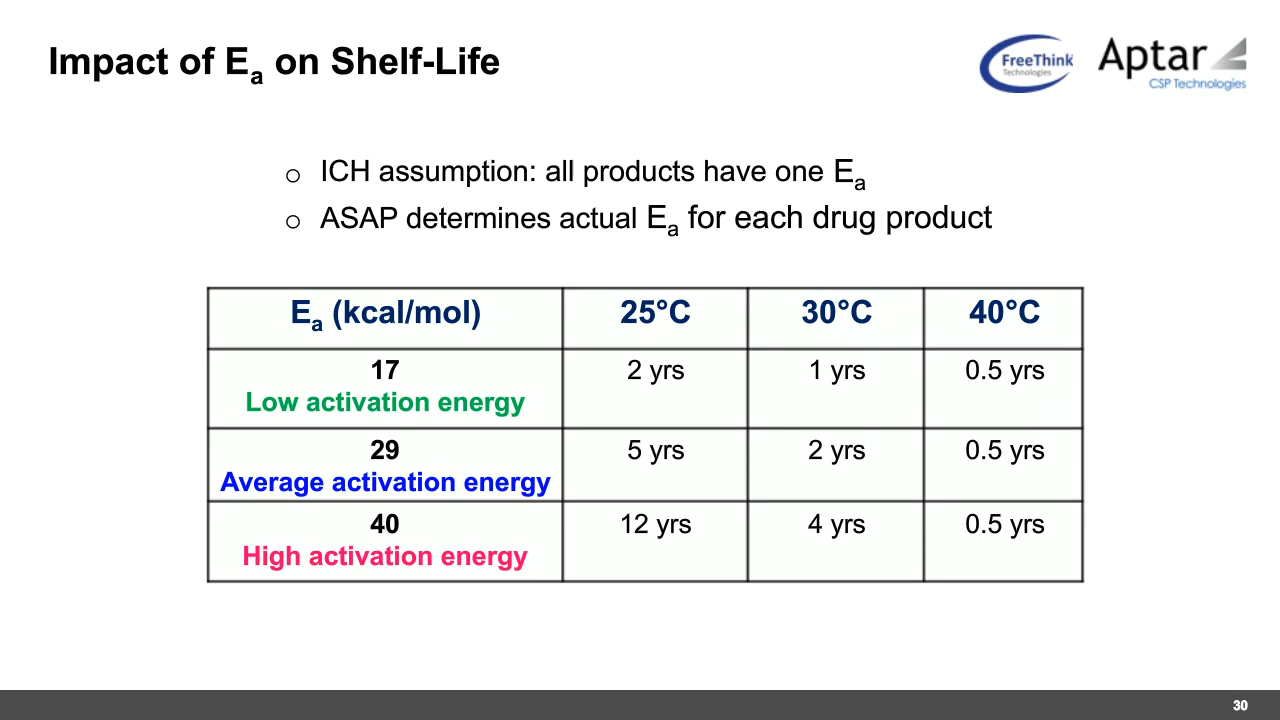 Impact of Ea on Shelf-Life
FreeThink
Technologies
Aptar
CSP Technologies
○ ICH assumption: all products have one Ea
○ ASAP determines actual Ea for each drug product
Ea (kcal/mol) 25°C 30°C 40°C
17 2 yrs 1 yrs 0.5 yrs
Low activation energy
29 5 yrs 2 yrs 0.5 yrs
Average activation energy
40 12 yrs 4 yrs 0.5 yrs
High activation energy
30